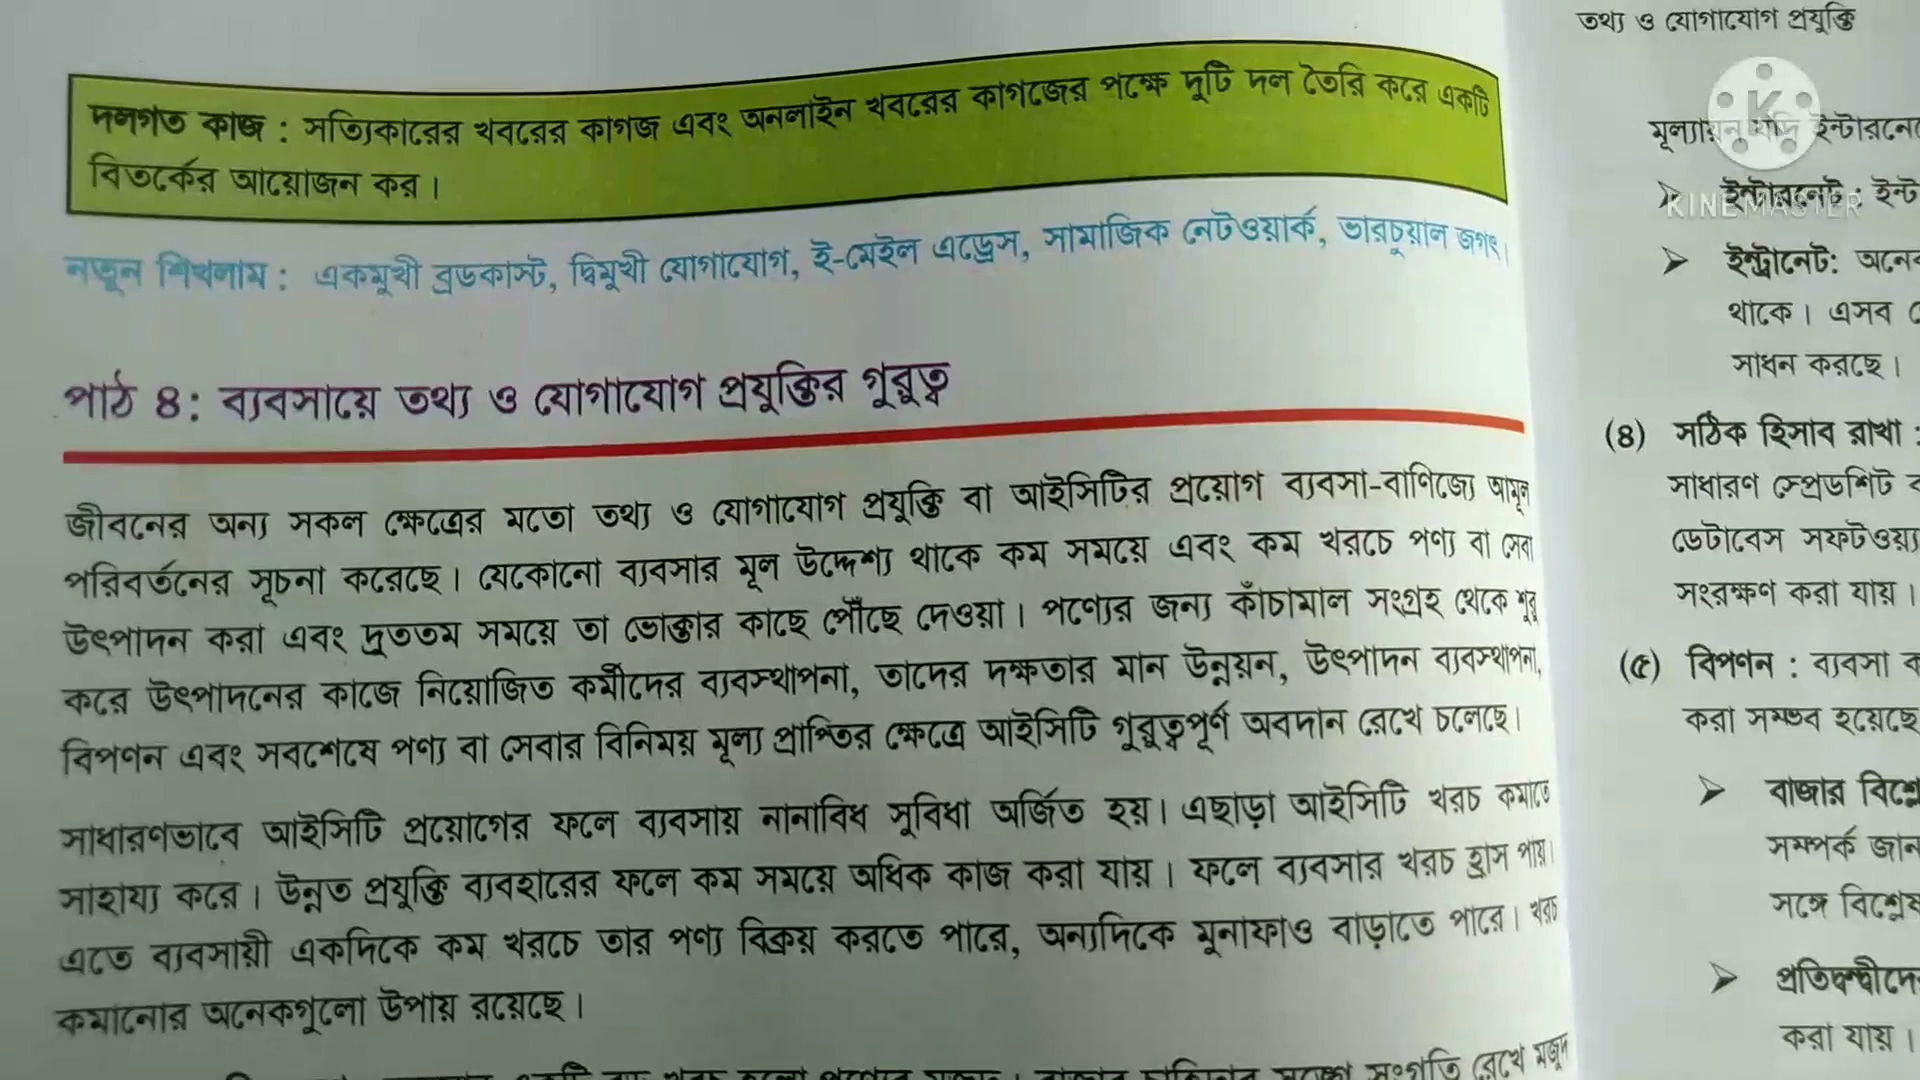 দলগত কাজ : সত্যিকারের খবরের কাগজ এবং অনলাইন খবরের কাগজের পক্ষে দুটি দল তৈরি করে একটি
বিতর্কের আয়োজন কর।
নতুন শিখলাম : একমুখী ব্রডকাস্ট, দ্বিমুখী যোগাযোগ, ই-মেইল এড্রেস, সামাজিক নেটওয়ার্ক, ভারচুয়াল জগৎ।
পাঠ ৪: ব্যবসায়ে তথ্য ও যোগাযোগ প্রযুক্তির গুরুত্ব
জীবনের অন্য সকল ক্ষেত্রের মতো তথ্য ও যোগাযোগ প্রযুক্তি বা আইসিটির প্রয়োগ ব্যবসা-বাণিজ্যে আমূল
পরিবর্তনের সূচনা করেছে। যেকোনো ব্যবসার মূল উদ্দেশ্য থাকে কম সময়ে এবং কম খরচে পণ্য বা সেবা
উৎপাদন করা এবং দ্রুততম সময়ে তা ভোক্তার কাছে পৌঁছে দেওয়া। পণ্যের জন্য কাঁচামাল সংগ্রহ থেকে শুরু
করে উৎপাদনের কাজে নিয়োজিত কর্মীদের ব্যবস্থাপনা, তাদের দক্ষতার মান উন্নয়ন, উৎপাদন ব্যবস্থাপনা,
বিপণন এবং সবশেষে পণ্য বা সেবার বিনিময় মূল্য প্রাপ্তির ক্ষেত্রে আইসিটি গুরুত্বপূর্ণ অবদান রেখে চলেছে।
সাধারণভাবে আইসিটি প্রয়োগের ফলে ব্যবসায় নানাবিধ সুবিধা অর্জিত হয়। এছাড়া আইসিটি খরচ কমাতে
সাহায্য করে। উন্নত প্রযুক্তি ব্যবহারের ফলে কম সময়ে অধিক কাজ করা যায়। ফলে ব্যবসার খরচ হ্রাস পায়।
এতে ব্যবসায়ী একদিকে কম খরচে তার পণ্য বিক্রয় করতে পারে, অন্যদিকে মুনাফাও বাড়াতে পারে। খরচ
কমানোর অনেকগুলো উপায় রয়েছে।
সংগতি রেখে মজুদ
তথ্য ও যোগাযোগ প্রযুক্তি
K
KINEMASTER
➢ ইন্টারনেট : ইন্ট
➢ ইন্ট্রানেট: অনেক
থাকে। এসব
সাধন করছে।
(৪) সঠিক হিসাব রাখা :
সাধারণ স্প্রেডশিট
ডেটাবেস সফটওয়্য
সংরক্ষণ করা যায়।
(৫) বিপণন : ব্যবসা
করা সম্ভব হয়েছে
➢ বাজার বিশ্লে
সম্পর্ক জান
সঙ্গে বিশ্লেষ
➢ প্রতিদ্বন্দ্বীদে
করা যায়।